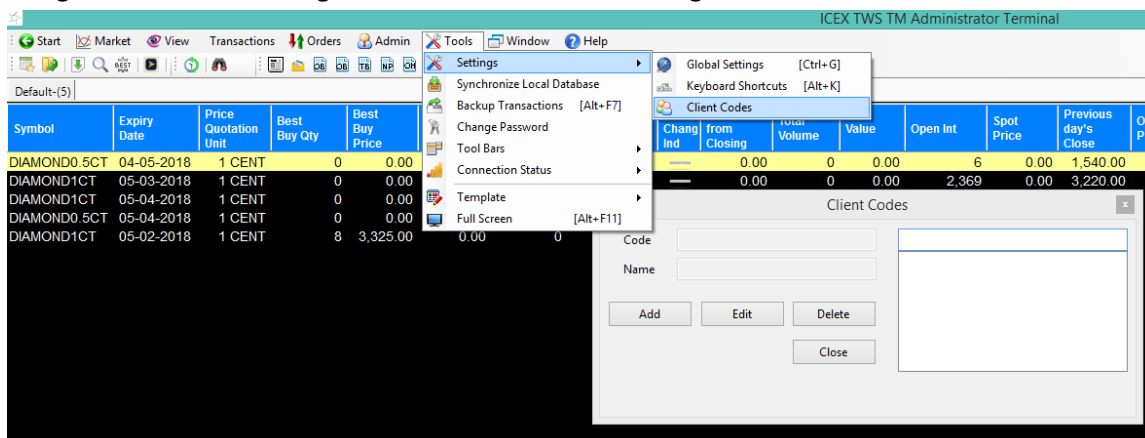 ICEX TWS TM Administrator Terminal
Start Market View Transactions Orders Admin Tools Window Help
BEST OB OB TB NP OH
Default-(5)
Settings
Synchronize Local Database
Backup Transactions [Alt+F7]
Change Password
Tool Bars
Connection Status
Template
Full Screen [Alt+F11]
Global Settings [Ctrl+G]
Keyboard Shortcuts [Alt+K]
Client Codes
Symbol Expiry Date Price Quotation Unit Best Buy Qty Best Buy Price Chang Ind from Closing Total Volume Value Open Int Spot Price Previous day's Close
DIAMOND0.5CT 04-05-2018 1 CENT 0 0.00 0.00 0 0.00 6 0.00 1,540.00
DIAMOND1CT 05-03-2018 1 CENT 0 0.00 0.00 0 0.00 2,369 0.00 3,220.00
DIAMOND1CT 05-04-2018 1 CENT 0 0.00
DIAMOND0.5CT 05-04-2018 1 CENT 0 0.00
DIAMOND1CT 05-02-2018 1 CENT 8 3,325.00 0.00 0
Client Codes
Code
Name
Add Edit Delete
Close